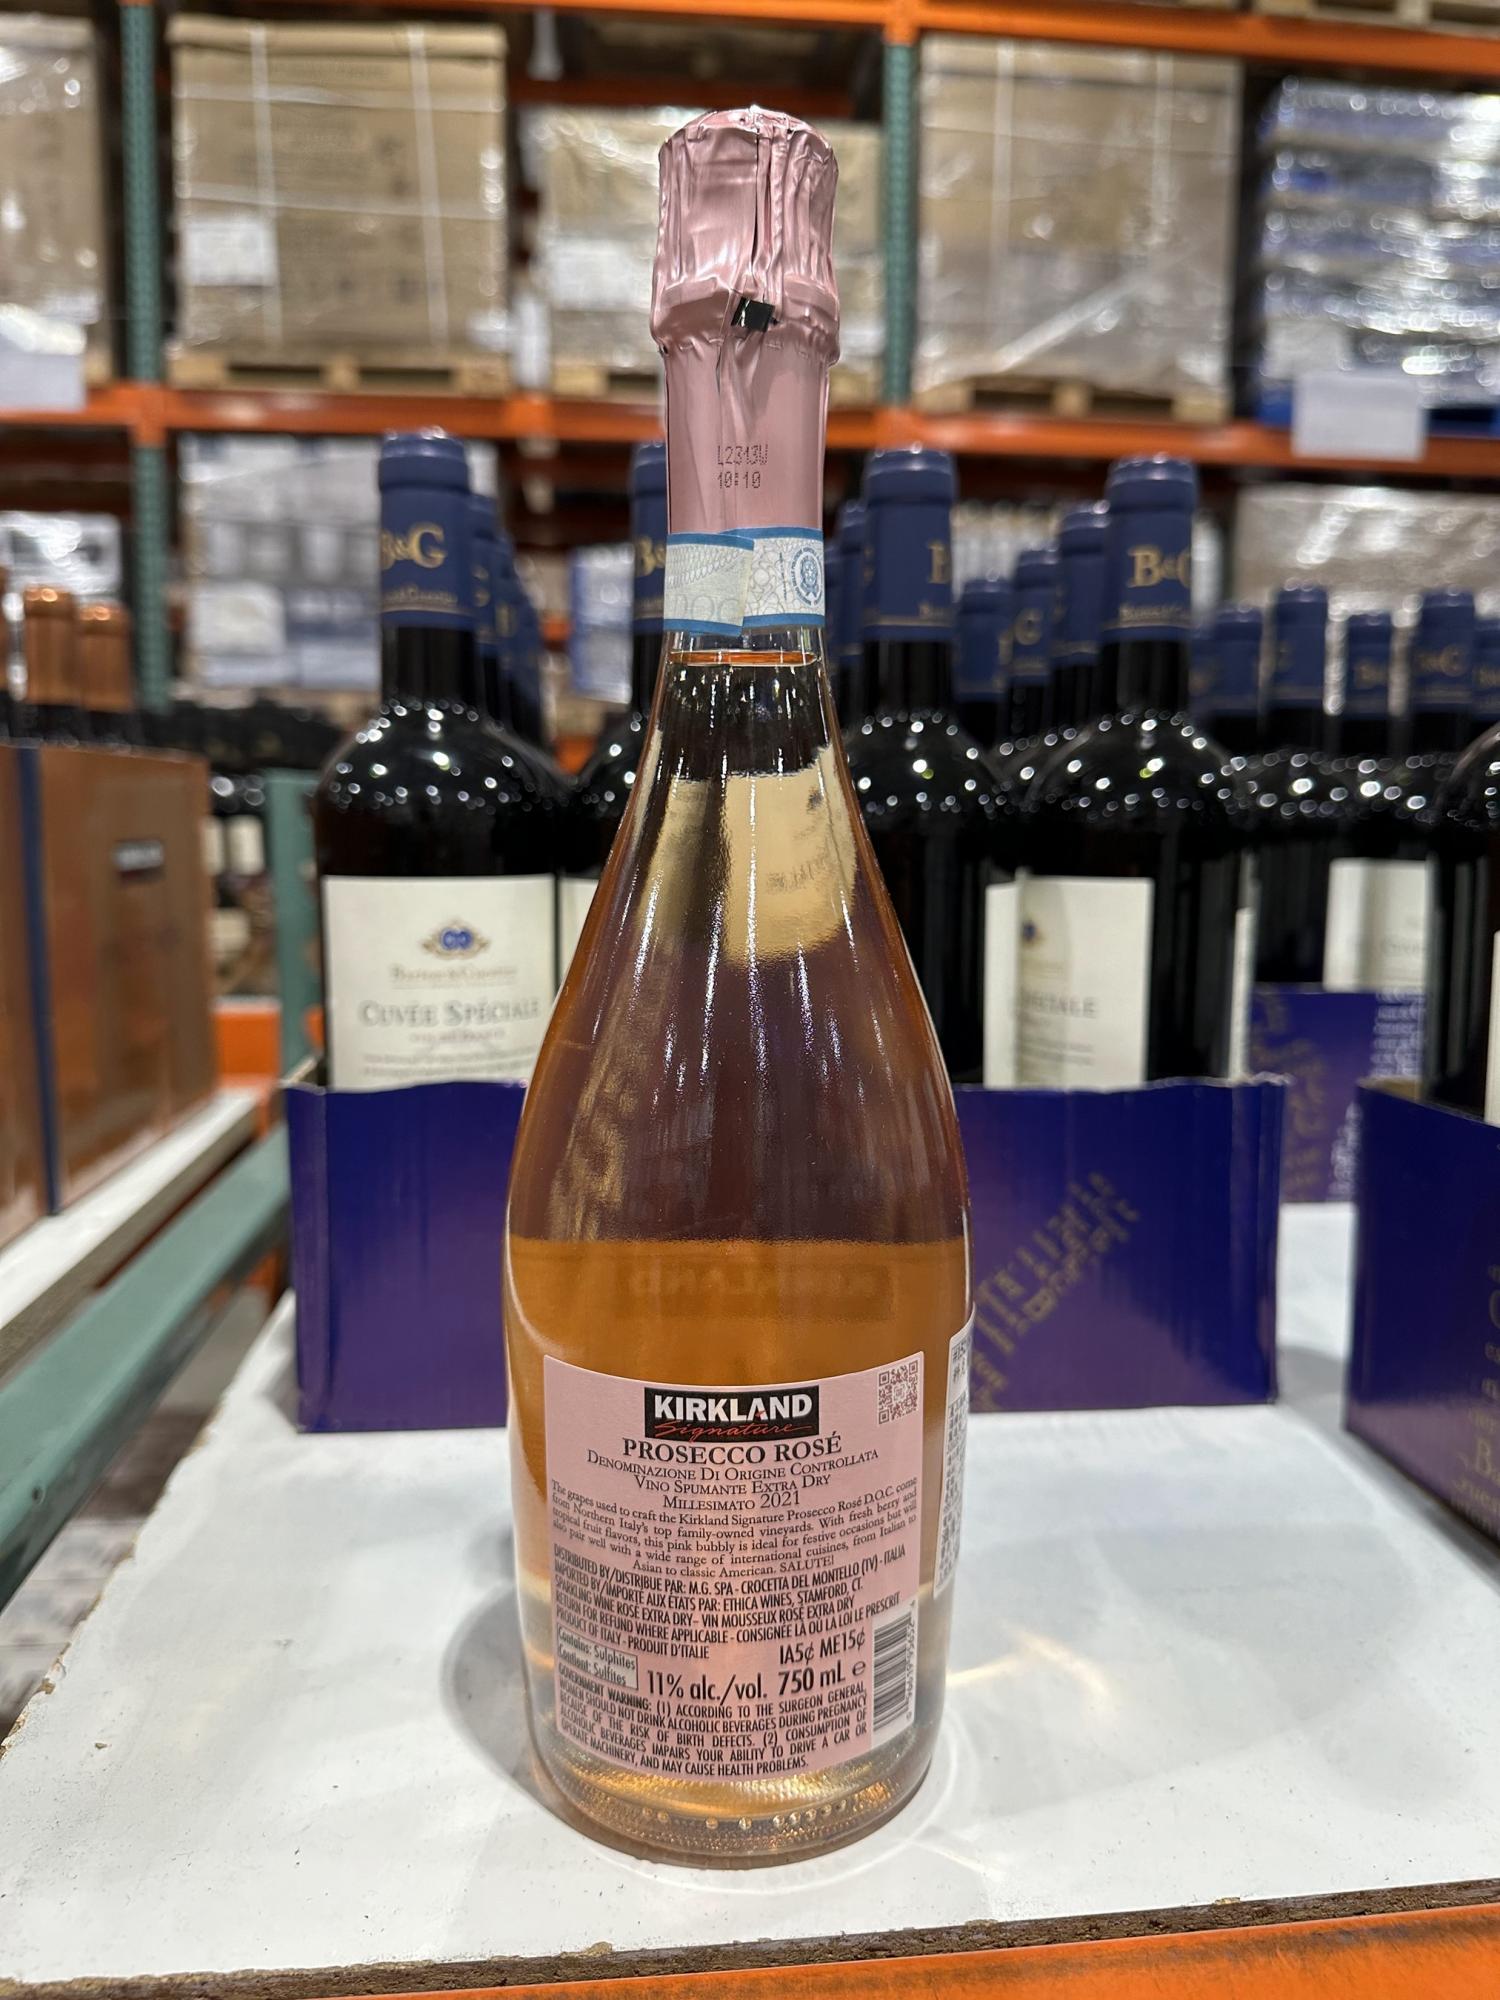 L2313V
10:10
B&G
B&G
B&G
DOC
BARTON & GUESTIER
CUVÉE SPÉCIALE
KIRKLAND
Signature
PROSECCO ROSÉ
DENOMINAZIONE DI ORIGINE CONTROLLATA
VINO SPUMANTE EXTRA DRY
MILLESIMATO 2021
The grapes used to craft the Kirkland Signature Prosecco Rosé D.O.C. come
from Northern Italy's top family-owned vineyards. With fresh berry and
tropical fruit flavors, this pink bubbly is ideal for festive occasions but will
also pair well with a wide range of international cuisines, from Italian to
Asian to classic American. SALUTE!
DISTRIBUTED BY/DISTRIBUE PAR: M.G. SPA - CROCETTA DEL MONTELLO (TV) - ITALIA
IMPORTED BY/IMPORTÉ AUX ÉTATS PAR: ETHICA WINES, STAMFORD, CT.
SPARKLING WINE ROSÉ EXTRA DRY - VIN MOUSSEUX ROSÉ EXTRA DRY
RETURN FOR REFUND WHERE APPLICABLE - CONSIGNÉE LÀ OU LA LOI LE PRESCRIT
PRODUCT OF ITALY - PRODUIT D'ITALIE
IA5¢ ME15¢
Contains: Sulphites
Contient: Sulfites
11% alc./vol. 750 mL e
GOVERNMENT WARNING: (1) ACCORDING TO THE SURGEON GENERAL,
WOMEN SHOULD NOT DRINK ALCOHOLIC BEVERAGES DURING PREGNANCY
BECAUSE OF THE RISK OF BIRTH DEFECTS. (2) CONSUMPTION OF
ALCOHOLIC BEVERAGES IMPAIRS YOUR ABILITY TO DRIVE A CAR OR
OPERATE MACHINERY, AND MAY CAUSE HEALTH PROBLEMS.